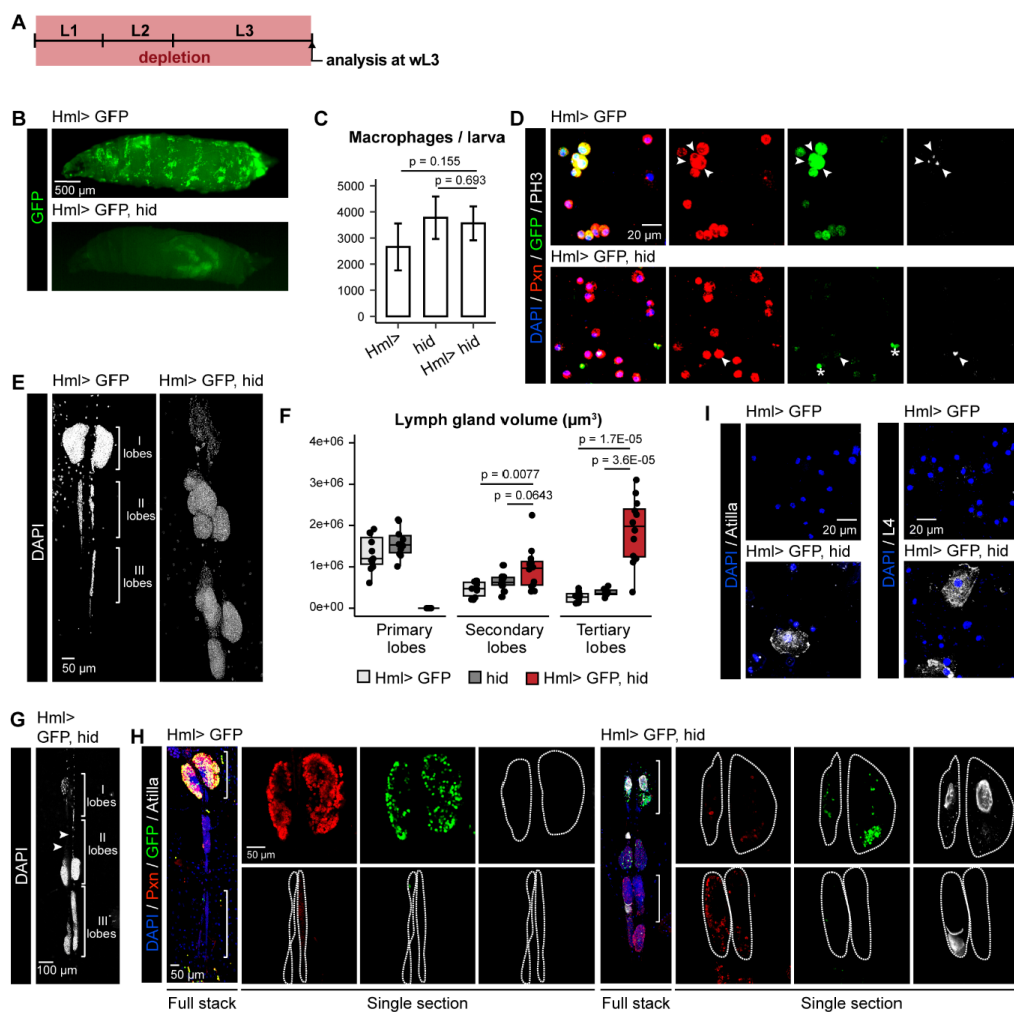 A
L1
L2
L3
depletion
analysis at wL3
B
Hml> GFP
500 µm
Hml> GFP, hid
GFP
C
Macrophages / larva
p = 0.155
p = 0.693
5000
4000
3000
2000
1000
0
Hml>
hid
Hml> hid
D
Hml> GFP
20 µm
Hml> GFP, hid
DAPI / Pxn / GFP / PH3
*
*
E
Hml> GFP
Hml> GFP, hid
I
lobes
II
lobes
III
lobes
DAPI
50 µm
F
Lymph gland volume (µm³)
4e+06
3e+06
2e+06
1e+06
0e+00
p = 1.7E-05
p = 3.6E-05
p = 0.0077
p = 0.0643
Primary
lobes
Secondary
lobes
Tertiary
lobes
Hml> GFP
hid
Hml> GFP, hid
I
Hml> GFP
Hml> GFP
20 µm
20 µm
Hml> GFP, hid
Hml> GFP, hid
DAPI / Atilla
DAPI / L4
G
Hml>
GFP, hid
I
lobes
II
lobes
III
lobes
DAPI
100 µm
H
Hml> GFP
Hml> GFP, hid
50 µm
DAPI / Pxn / GFP / Atilla
50 µm
Full stack
Single section
Full stack
Single section